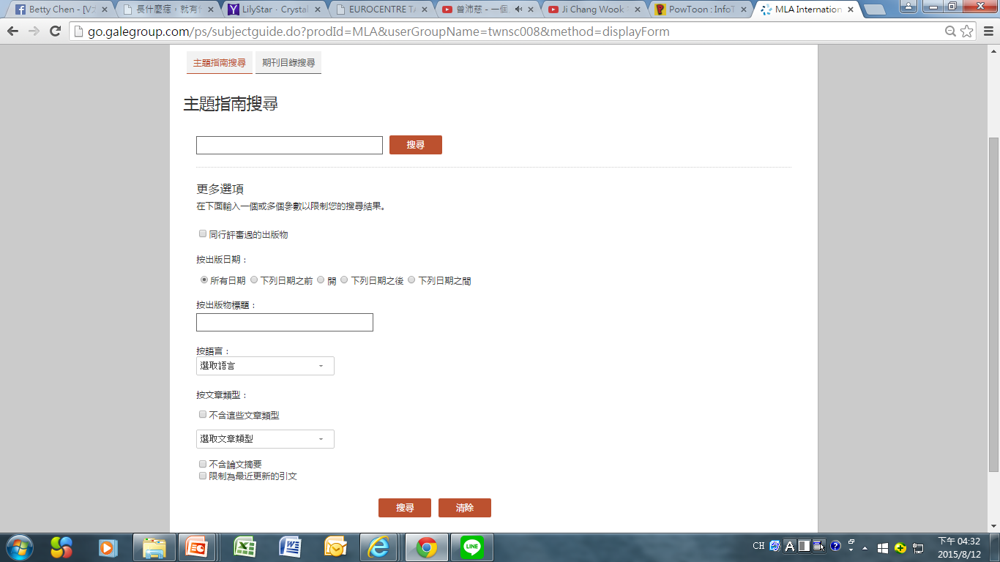 Betty Chen - [V大
長什麼痣，就有什
LilyStar - Crystal
EUROCENTRE TA
曾沛慈 - 一個人
Ji Chang Wook
PowToon : InfoT
MLA Internation
go.galegroup.com/ps/subjectguide.do?prodId=MLA&userGroupName=twnsc008&method=displayForm
主題指南搜尋 期刊目錄搜尋
主題指南搜尋
搜尋
更多選項
在下面輸入一個或多個參數以限制您的搜尋結果。
同行評審過的出版物
按出版日期：
所有日期 下列日期之前 開 下列日期之後 下列日期之間
按出版物標題：
按語言：
選取語言
按文章類型：
不含這些文章類型
選取文章類型
不含論文摘要
限制為最近更新的引文
搜尋 清除
LINE
CH
A
下午 04:32
2015/8/12